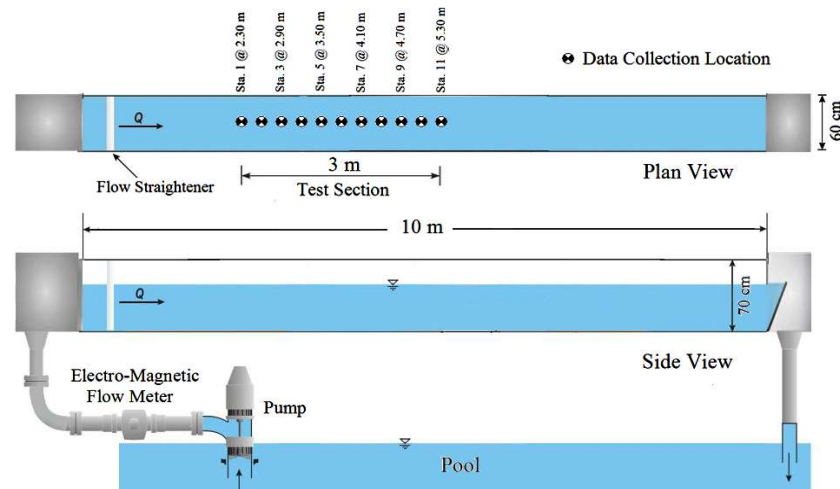 Sta. 1 @ 2.30 m
Sta. 3 @ 2.90 m
Sta. 5 @ 3.50 m
Sta. 7 @ 4.10 m
Sta. 9 @ 4.70 m
Sta. 11 @ 5.30 m
Data Collection Location
Q
60 cm
Flow Straightener
3 m
Test Section
Plan View
10 m
Q
70 cm
Side View
Electro-Magnetic
Flow Meter
Pump
Pool